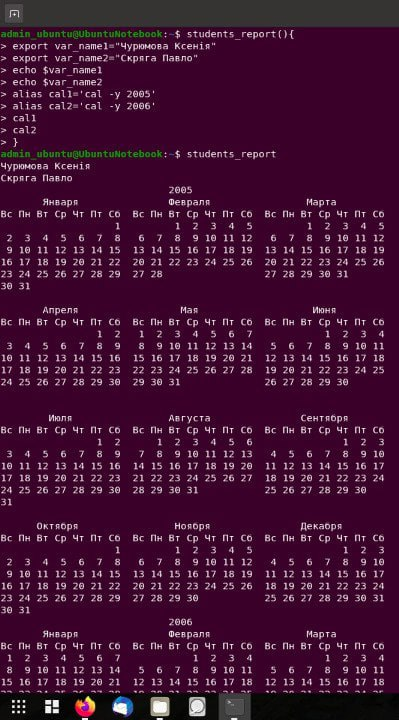 admin_ubuntu@UbuntuNotebook:~$ students_report(){
> export var_name1="Чурюмова Ксенія"
> export var_name2="Скряга Павло"
> echo $var_name1
> echo $var_name2
> alias cal1='cal -y 2005'
> alias cal2='cal -y 2006'
> cal1
> cal2
> }
admin_ubuntu@UbuntuNotebook:~$ students_report
Чурюмова Ксенія
Скряга Павло
2005
Января Февраля Марта
Вс Пн Вт Ср Чт Пт Сб Вс Пн Вт Ср Чт Пт Сб Вс Пн Вт Ср Чт Пт Сб
1 1 2 3 4 5 1 2 3 4 5
2 3 4 5 6 7 8 6 7 8 9 10 11 12 6 7 8 9 10 11 12
9 10 11 12 13 14 15 13 14 15 16 17 18 19 13 14 15 16 17 18 19
16 17 18 19 20 21 22 20 21 22 23 24 25 26 20 21 22 23 24 25 26
23 24 25 26 27 28 29 27 28 27 28 29 30 31
30 31
Апреля Мая Июня
Вс Пн Вт Ср Чт Пт Сб Вс Пн Вт Ср Чт Пт Сб Вс Пн Вт Ср Чт Пт Сб
1 2 1 2 3 4 5 6 7 1 2 3 4
3 4 5 6 7 8 9 8 9 10 11 12 13 14 5 6 7 8 9 10 11
10 11 12 13 14 15 16 15 16 17 18 19 20 21 12 13 14 15 16 17 18
17 18 19 20 21 22 23 22 23 24 25 26 27 28 19 20 21 22 23 24 25
24 25 26 27 28 29 30 29 30 31 26 27 28 29 30
Июля Августа Сентября
Вс Пн Вт Ср Чт Пт Сб Вс Пн Вт Ср Чт Пт Сб Вс Пн Вт Ср Чт Пт Сб
1 2 1 2 3 4 5 6 1 2 3
3 4 5 6 7 8 9 7 8 9 10 11 12 13 4 5 6 7 8 9 10
10 11 12 13 14 15 16 14 15 16 17 18 19 20 11 12 13 14 15 16 17
17 18 19 20 21 22 23 21 22 23 24 25 26 27 18 19 20 21 22 23 24
24 25 26 27 28 29 30 28 29 30 31 25 26 27 28 29 30
31
Октября Ноября Декабря
Вс Пн Вт Ср Чт Пт Сб Вс Пн Вт Ср Чт Пт Сб Вс Пн Вт Ср Чт Пт Сб
1 1 2 3 4 5 1 2 3
2 3 4 5 6 7 8 6 7 8 9 10 11 12 4 5 6 7 8 9 10
9 10 11 12 13 14 15 13 14 15 16 17 18 19 11 12 13 14 15 16 17
16 17 18 19 20 21 22 20 21 22 23 24 25 26 18 19 20 21 22 23 24
23 24 25 26 27 28 29 27 28 29 30 25 26 27 28 29 30 31
30 31
2006
Января Февраля Марта
Вс Пн Вт Ср Чт Пт Сб Вс Пн Вт Ср Чт Пт Сб Вс Пн Вт Ср Чт Пт Сб
1 2 3 4 5 6 7 1 2 3 4 1 2 3 4
8 9 10 11 12 13 14 5 6 7 8 9 10 11 5 6 7 8 9 10 11
15 16 17 18 19 20 21 12 13 14 15 16 17 18 12 13 14 15 16 17 18